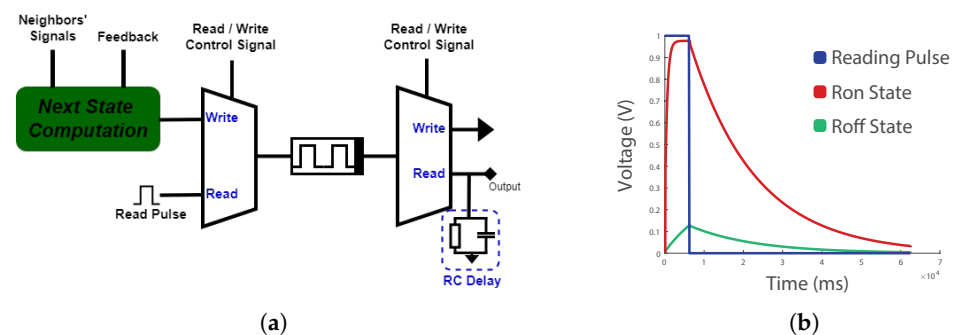 Neighbors'
Signals
Feedback
Read / Write
Control Signal
Read / Write
Control Signal
Next State
Computation
Write
Read
Read Pulse
Write
Read
Output
RC Delay
(a)
Voltage (V)
1
0.9
0.8
0.7
0.6
0.5
0.4
0.3
0.2
0.1
0
0
1
2
3
4
5
6
7
×10⁴
Time (ms)
Reading Pulse
Ron State
Roff State
(b)